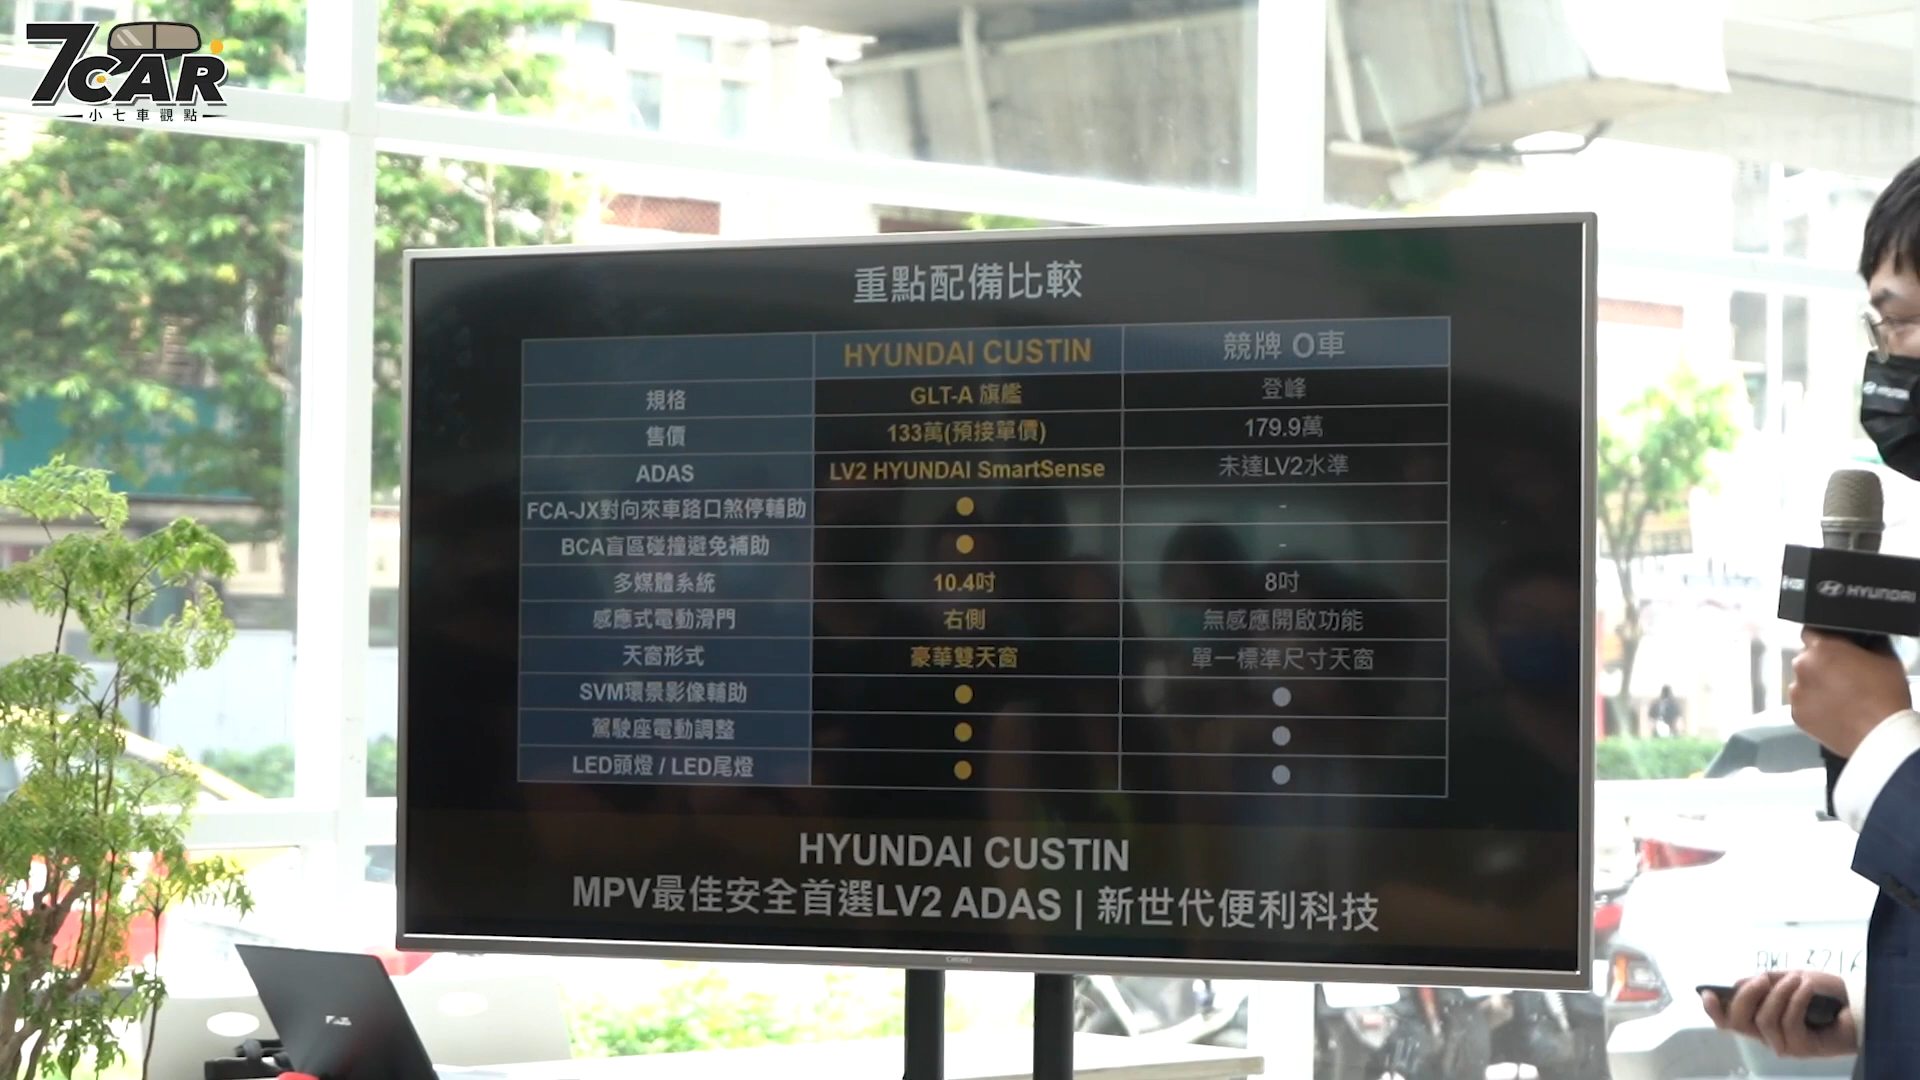 7CAR
小七車觀點
重點配備比較
HYUNDAI CUSTIN 競牌 O車
規格 GLT-A 旗艦 登峰
售價 133萬(預接單價) 179.9萬
ADAS LV2 HYUNDAI SmartSense 未達LV2水準
FCA-JX對向來車路口煞停輔助 ● -
BCA盲區碰撞避免補助 ● -
多媒體系統 10.4吋 8吋
感應式電動滑門 右側 無感應開啟功能
天窗形式 豪華雙天窗 單一標準尺寸天窗
SVM環景影像輔助 ● ●
駕駛座電動調整 ● ●
LED頭燈 / LED尾燈 ● ●
HYUNDAI CUSTIN
MPV最佳安全首選LV2 ADAS | 新世代便利科技
HYUNDAI
HYUNDAI